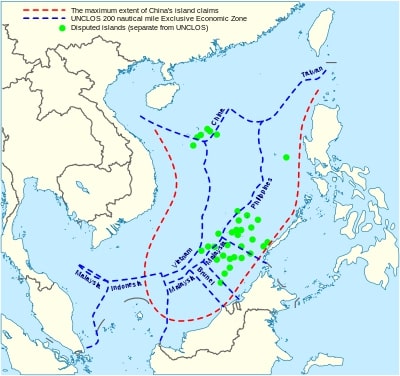 The maximum extent of China's island claims
UNCLOS 200 nautical mile Exclusive Economic Zone
Disputed islands (separate from UNCLOS)
Taiwan
China
Philippines
Vietnam
Malaysia
Brunei
Malaysia
Indonesia
Malaysia